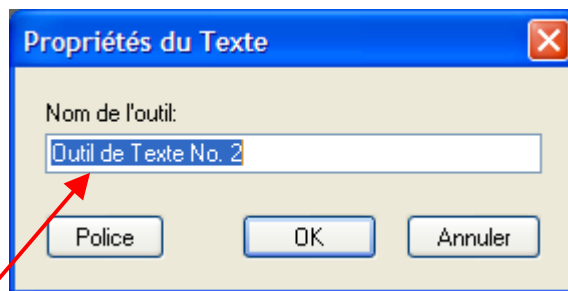 Propriétés du Texte
Nom de l'outil:
Outil de Texte No. 2
Police OK Annuler